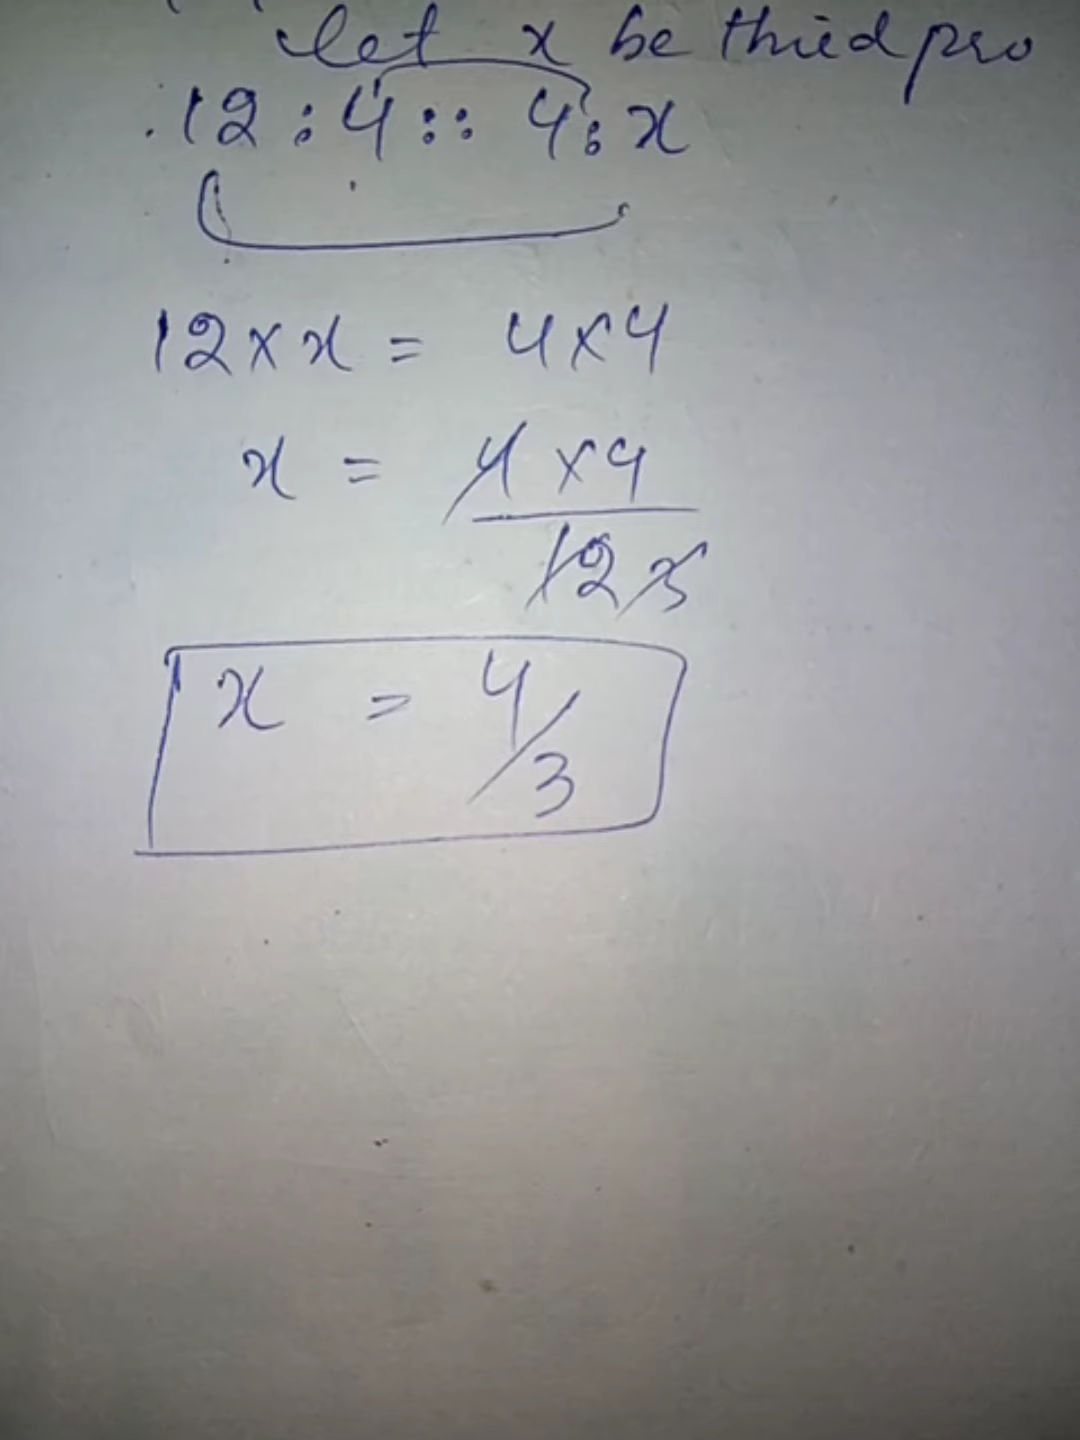 let x be third pro
12 : 4 :: 4 : x
12 × x = 4 × 4
x = 4 × 4
12 3
x = 4/3